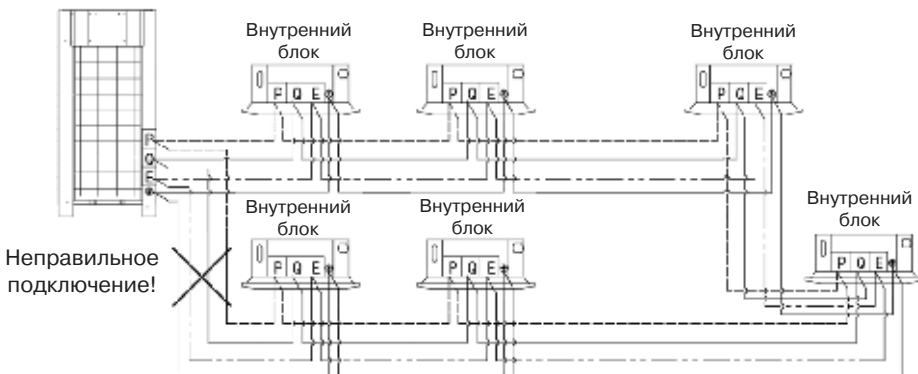 Внутренний
блок
Внутренний
блок
Внутренний
блок
P Q E
P Q E
P Q E
P
Q
E
Внутренний
блок
Внутренний
блок
Внутренний
блок
Неправильное
подключение!
P Q E
P Q E
P Q E